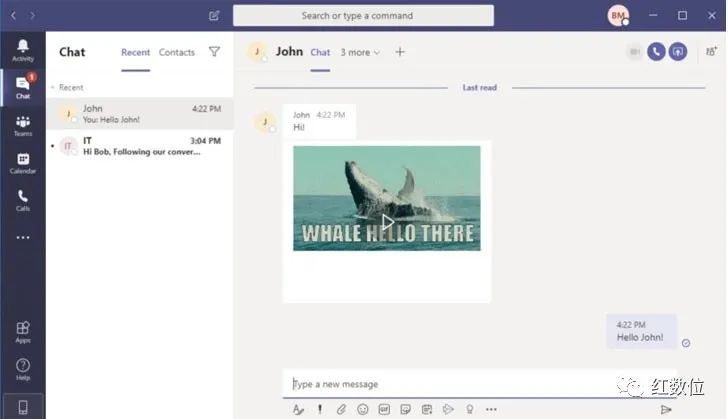 Search or type a command
BM
Activity
1
Chat
Teams
Calendar
Calls
Apps
Help
Chat
Recent
Contacts
Recent
J
John
4:22 PM
You: Hello John!
IT
IT
3:04 PM
Hi Bob, Following our conver...
J
John
Chat
3 more
Last read
J
John 4:22 PM
Hi!
WHALE HELLO THERE
4:22 PM
Hello John!
Type a new message
GIF
红数位